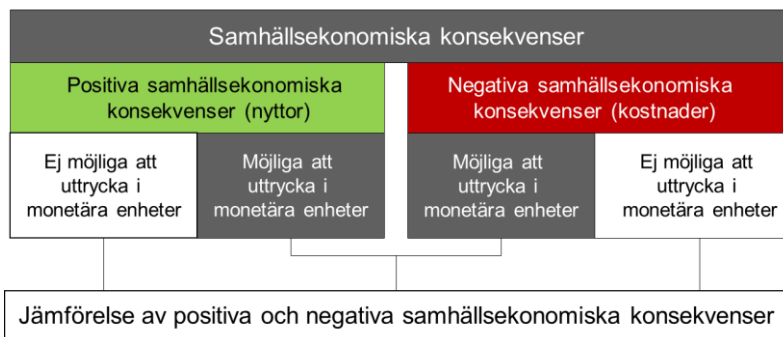 Samhällsekonomiska konsekvenser
Positiva samhällsekonomiska
konsekvenser (nyttor)
Negativa samhällsekonomiska
konsekvenser (kostnader)
Ej möjliga att
uttrycka i
monetära enheter
Möjliga att
uttrycka i
monetära enheter
Möjliga att
uttrycka i
monetära enheter
Ej möjliga att
uttrycka i
monetära enheter
Jämförelse av positiva och negativa samhällsekonomiska konsekvenser